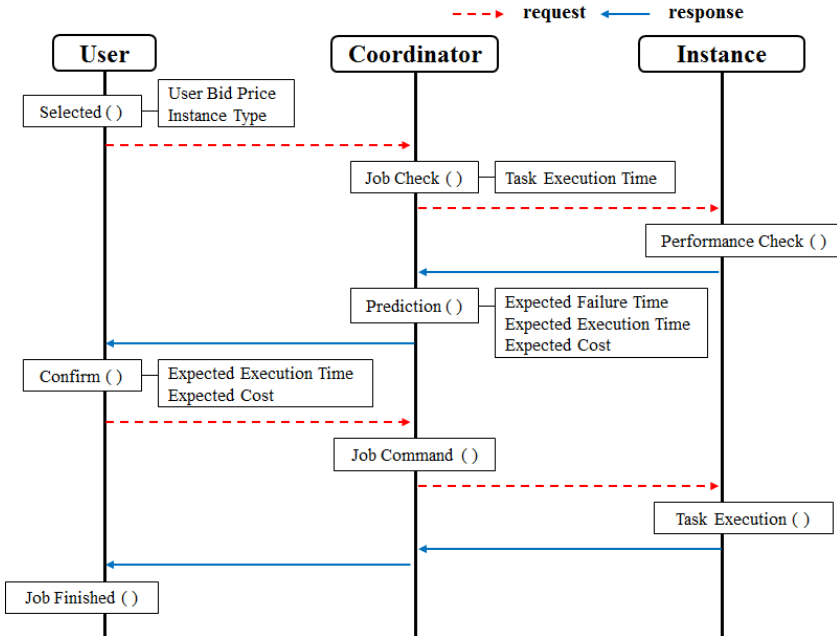 request
response
User
Coordinator
Instance
Selected ( )
User Bid Price
Instance Type
Job Check ( )
Task Execution Time
Performance Check ( )
Prediction ( )
Expected Failure Time
Expected Execution Time
Expected Cost
Confirm ( )
Expected Execution Time
Expected Cost
Job Command ( )
Task Execution ( )
Job Finished ( )